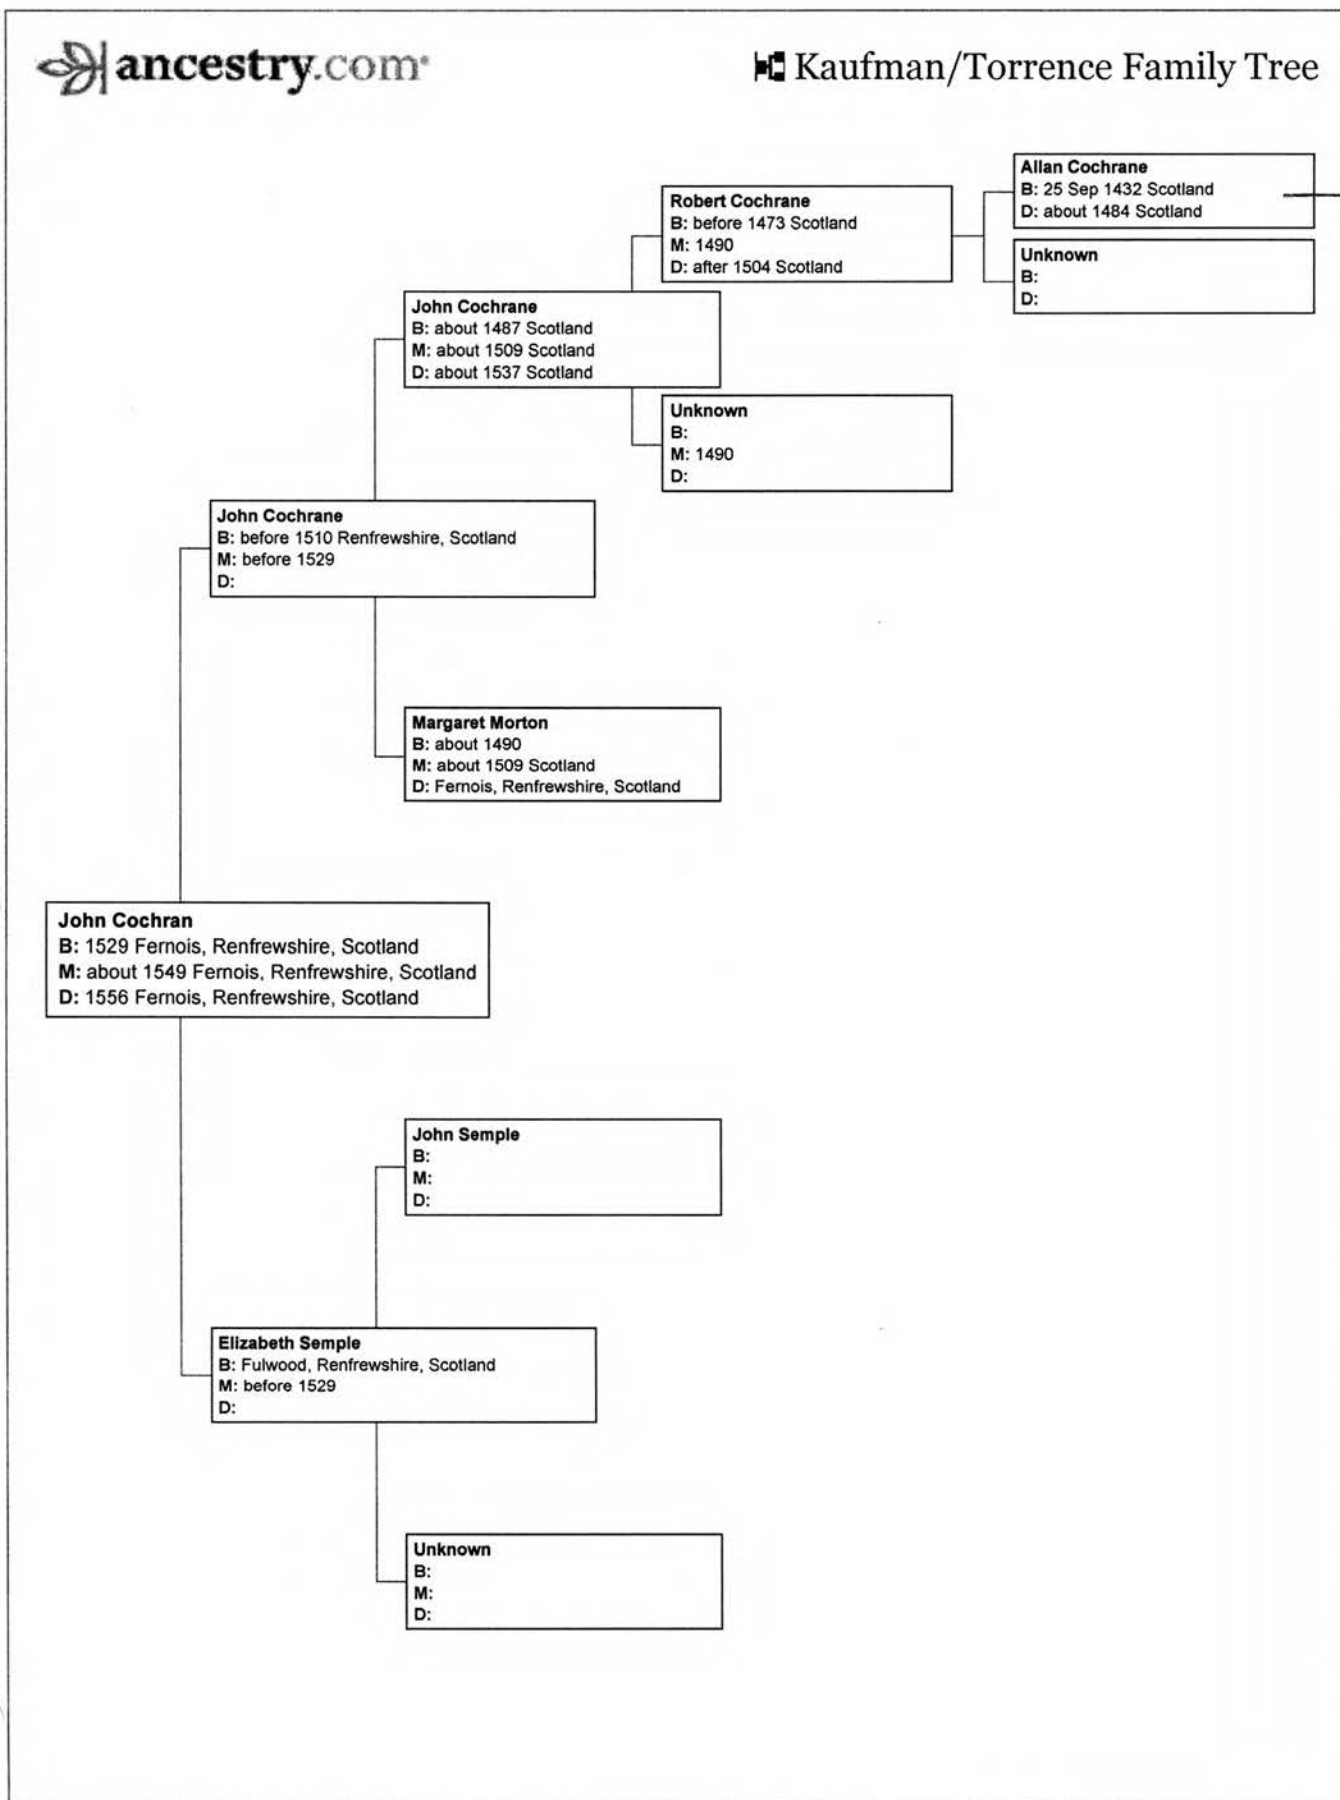 ancestry.com
Kaufman/Torrence Family Tree
Allan Cochrane
B: 25 Sep 1432 Scotland
D: about 1484 Scotland
Robert Cochrane
B: before 1473 Scotland
M: 1490
D: after 1504 Scotland
Unknown
B:
D:
John Cochrane
B: about 1487 Scotland
M: about 1509 Scotland
D: about 1537 Scotland
Unknown
B:
M: 1490
D:
John Cochrane
B: before 1510 Renfrewshire, Scotland
M: before 1529
D:
Margaret Morton
B: about 1490
M: about 1509 Scotland
D: Fernois, Renfrewshire, Scotland
John Cochran
B: 1529 Fernois, Renfrewshire, Scotland
M: about 1549 Fernois, Renfrewshire, Scotland
D: 1556 Fernois, Renfrewshire, Scotland
John Semple
B:
M:
D:
Elizabeth Semple
B: Fulwood, Renfrewshire, Scotland
M: before 1529
D:
Unknown
B:
M:
D: